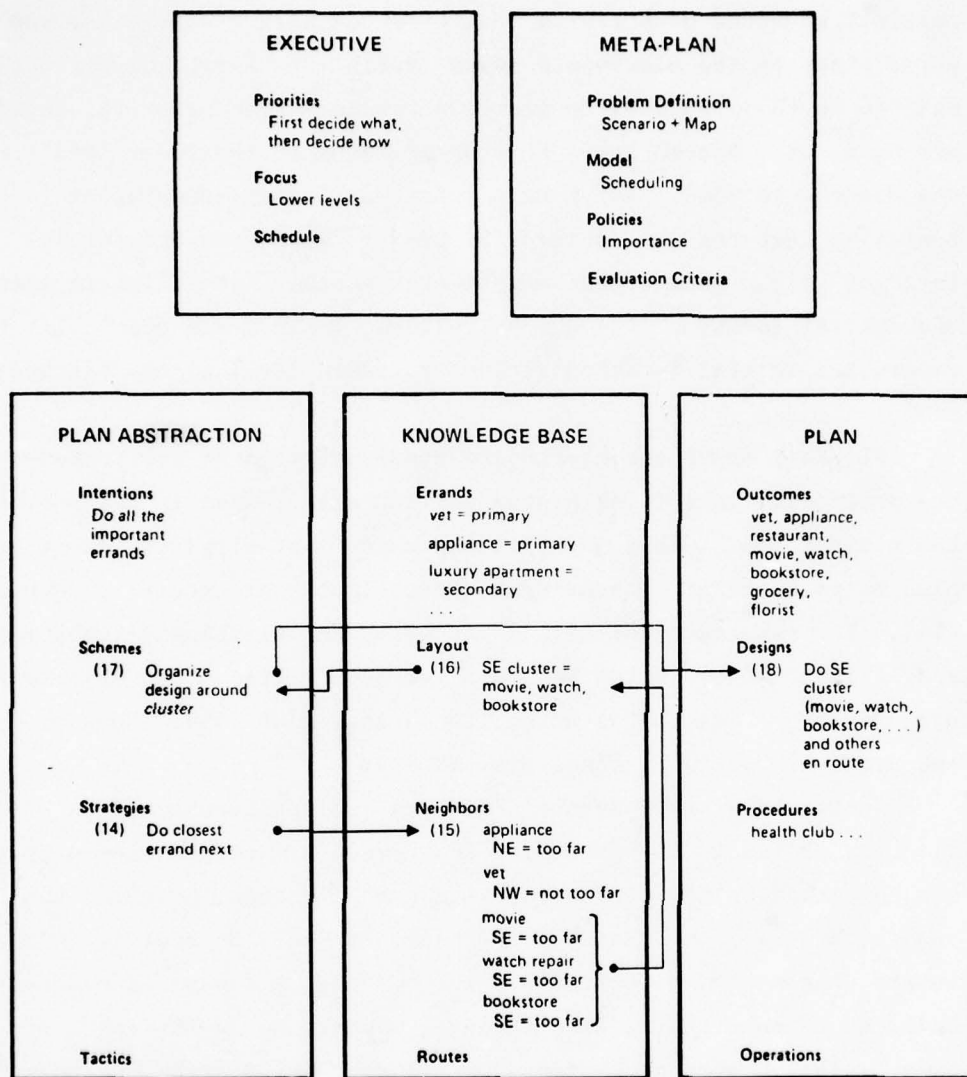 EXECUTIVE
Priorities
First decide what,
then decide how
Focus
Lower levels
Schedule
META-PLAN
Problem Definition
Scenario + Map
Model
Scheduling
Policies
Importance
Evaluation Criteria
PLAN ABSTRACTION
Intentions
Do all the
important
errands
Schemes
(17) Organize
design around
cluster
Strategies
(14) Do closest
errand next
Tactics
KNOWLEDGE BASE
Errands
vet = primary
appliance = primary
luxury apartment =
secondary
. . .
Layout
(16) SE cluster =
movie, watch,
bookstore
Neighbors
(15) appliance
NE = too far
vet
NW = not too far
movie
SE = too far
watch repair
SE = too far
bookstore
SE = too far
Routes
PLAN
Outcomes
vet, appliance,
restaurant,
movie, watch,
bookstore,
grocery,
florist
Designs
(18) Do SE
cluster
(movie, watch,
bookstore, . . . )
and others
en route
Procedures
health club . . .
Operations